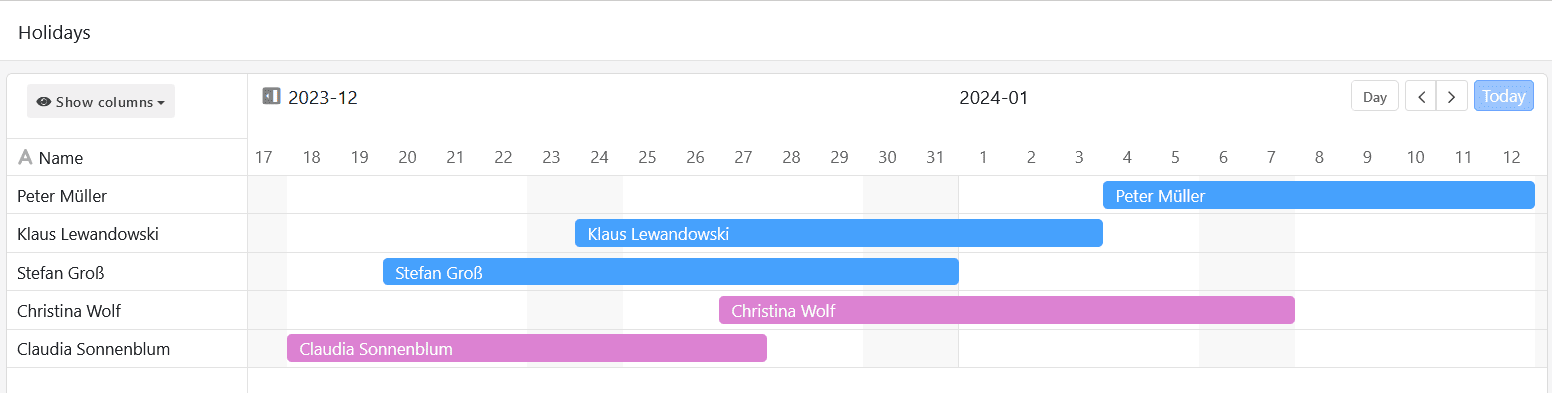 Holidays
Show columns
2023-12
2024-01
Day
Today
Name
17 18 19 20 21 22 23 24 25 26 27 28 29 30 31 1 2 3 4 5 6 7 8 9 10 11 12
Peter Müller
Peter Müller
Klaus Lewandowski
Klaus Lewandowski
Stefan Groß
Stefan Groß
Christina Wolf
Christina Wolf
Claudia Sonnenblum
Claudia Sonnenblum